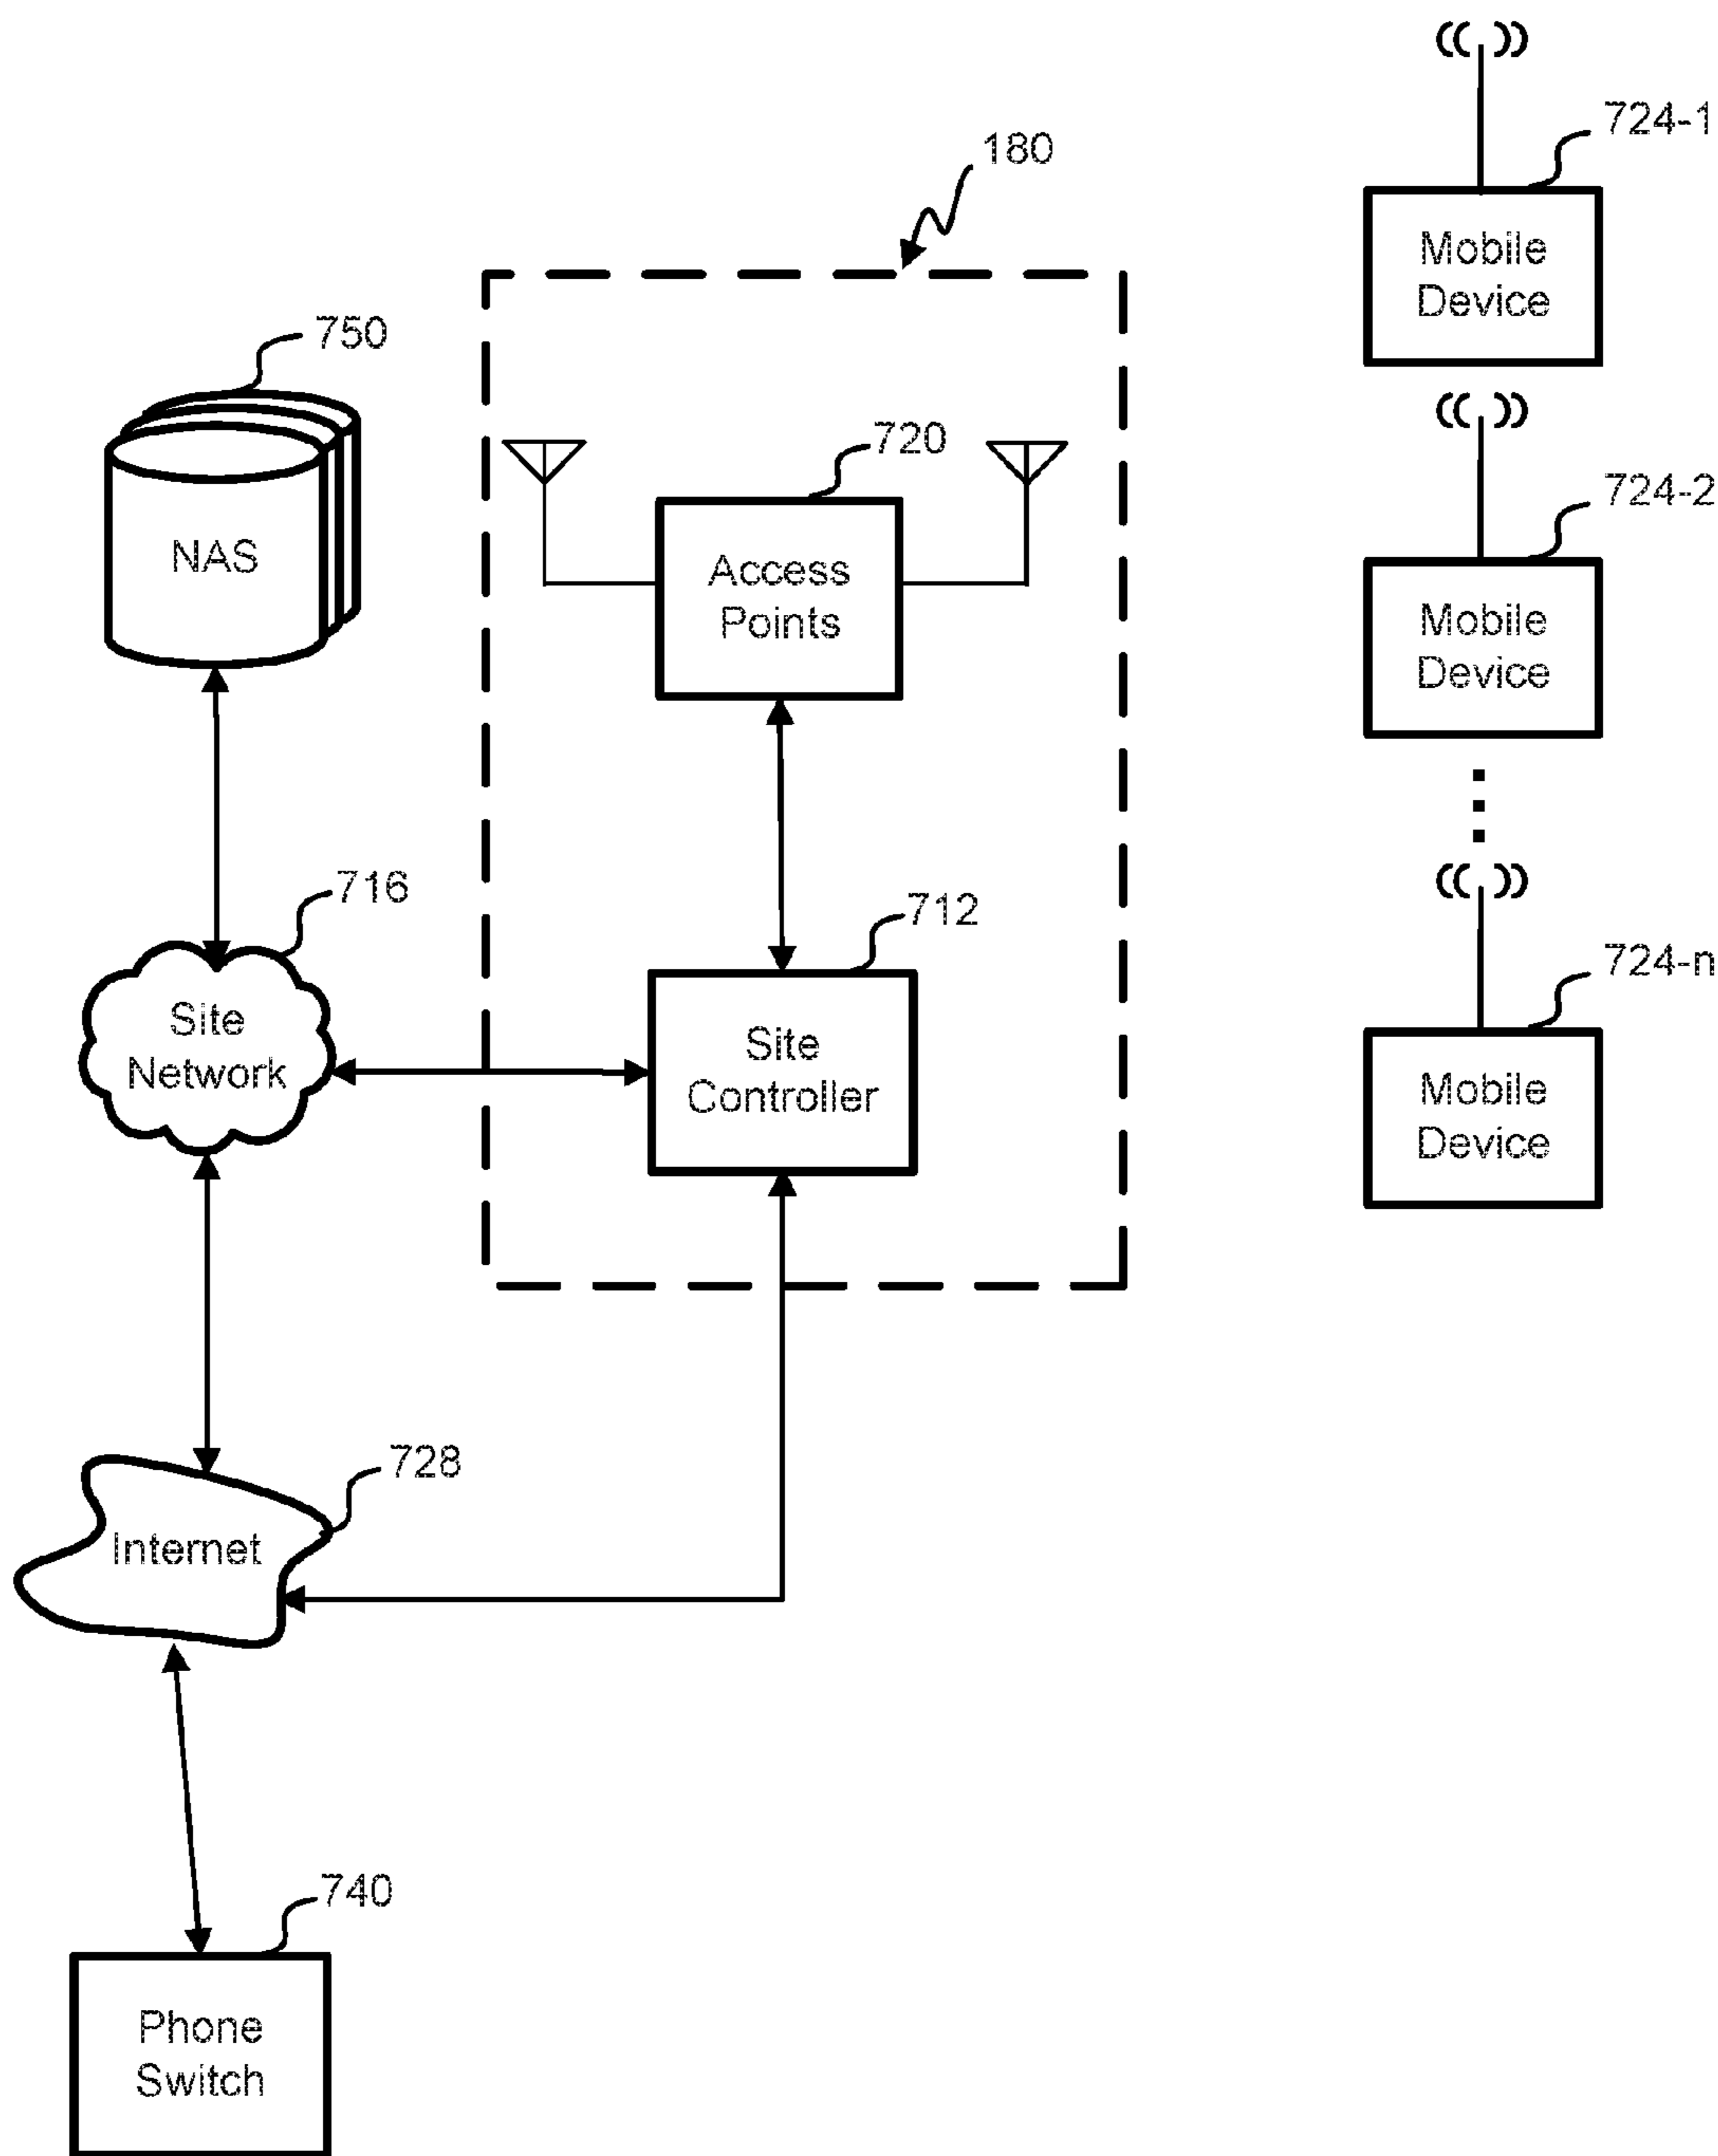 724-1
180
Mobile
Device
750
720
724-2
NAS
Access
Points
Mobile
Device
716
712
724-n
Site
Network
Site
Controller
Mobile
Device
728
Internet
740
Phone
Switch